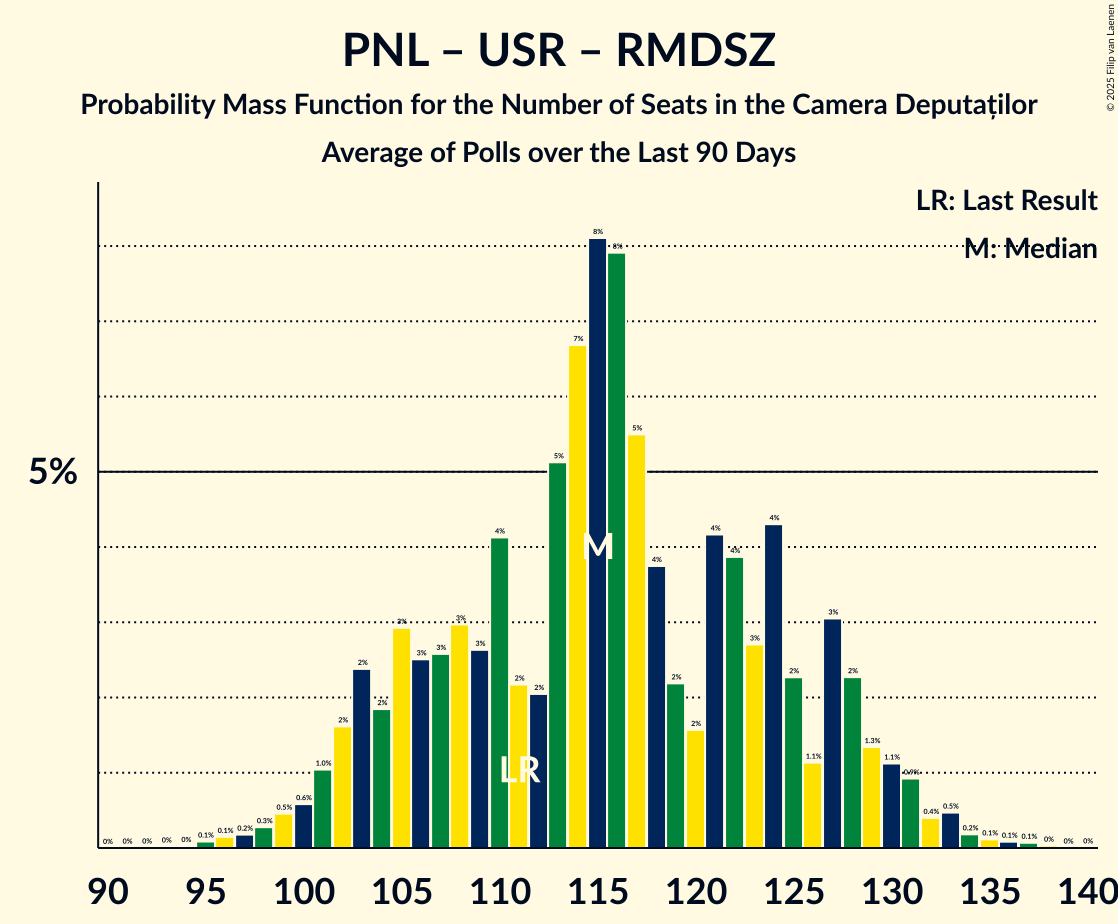 PNL – USR – RMDSZ
Probability Mass Function for the Number of Seats in the Camera Deputaților
Average of Polls over the Last 90 Days
© 2025 Filip van Laenen
LR: Last Result
M: Median
5%
0% 0% 0% 0% 0% 0.1% 0.1% 0.2% 0.3% 0.5% 0.6% 1.0% 2% 2% 2% 3% 3% 3% 3% 3% 4% 2% 2% 5% 7% 8% 8% 5% 4% 2% 2% 4% 4% 3% 4% 2% 1.1% 3% 2% 1.3% 1.1% 0.9% 0.4% 0.5% 0.2% 0.1% 0.1% 0.1% 0% 0% 0%
M
LR
90 95 100 105 110 115 120 125 130 135 140